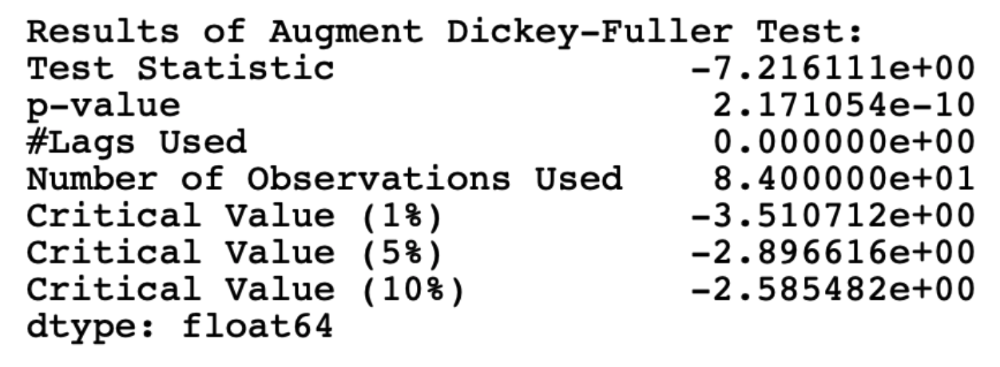 Results of Augment Dickey-Fuller Test:
Test Statistic -7.216111e+00
p-value 2.171054e-10
#Lags Used 0.000000e+00
Number of Observations Used 8.400000e+01
Critical Value (1%) -3.510712e+00
Critical Value (5%) -2.896616e+00
Critical Value (10%) -2.585482e+00
dtype: float64